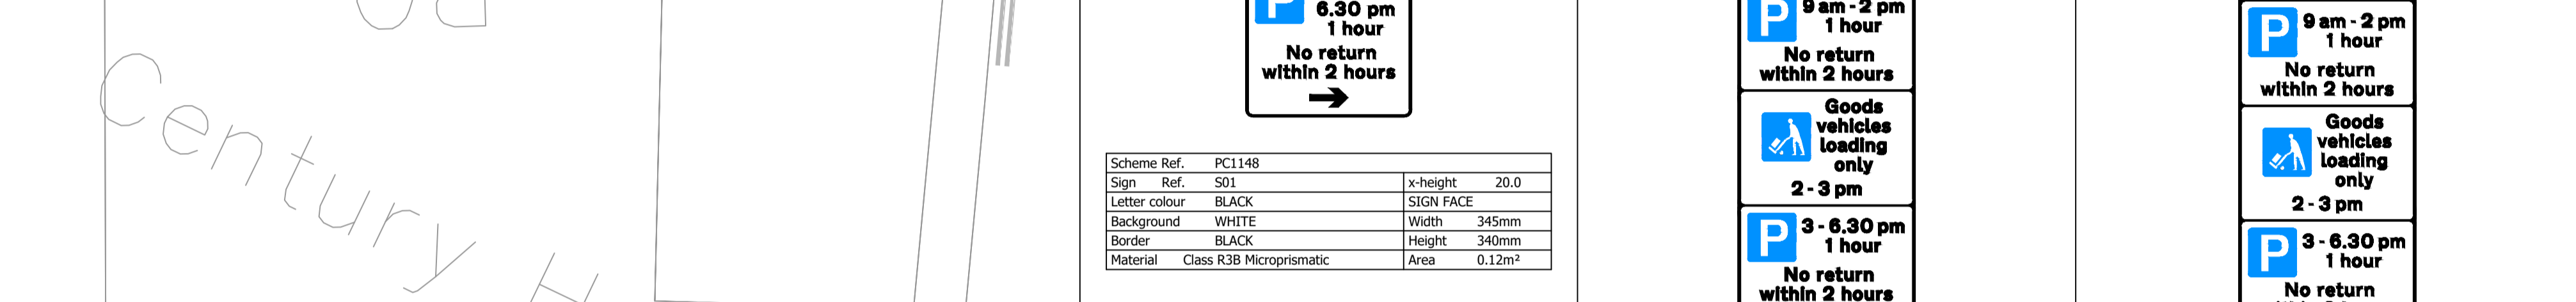 Century H
P 6.30 pm
1 hour
No return
within 2 hours
Scheme Ref. PC1148
Sign Ref. S01 x-height 20.0
Letter colour BLACK SIGN FACE
Background WHITE Width 345mm
Border BLACK Height 340mm
Material Class R3B Microprismatic Area 0.12m²
P 9 am - 2 pm
1 hour
No return
within 2 hours
Goods
vehicles
loading
only
2 - 3 pm
P 3 - 6.30 pm
1 hour
No return
within 2 hours
P 9 am - 2 pm
1 hour
No return
within 2 hours
Goods
vehicles
loading
only
2 - 3 pm
P 3 - 6.30 pm
1 hour
No return